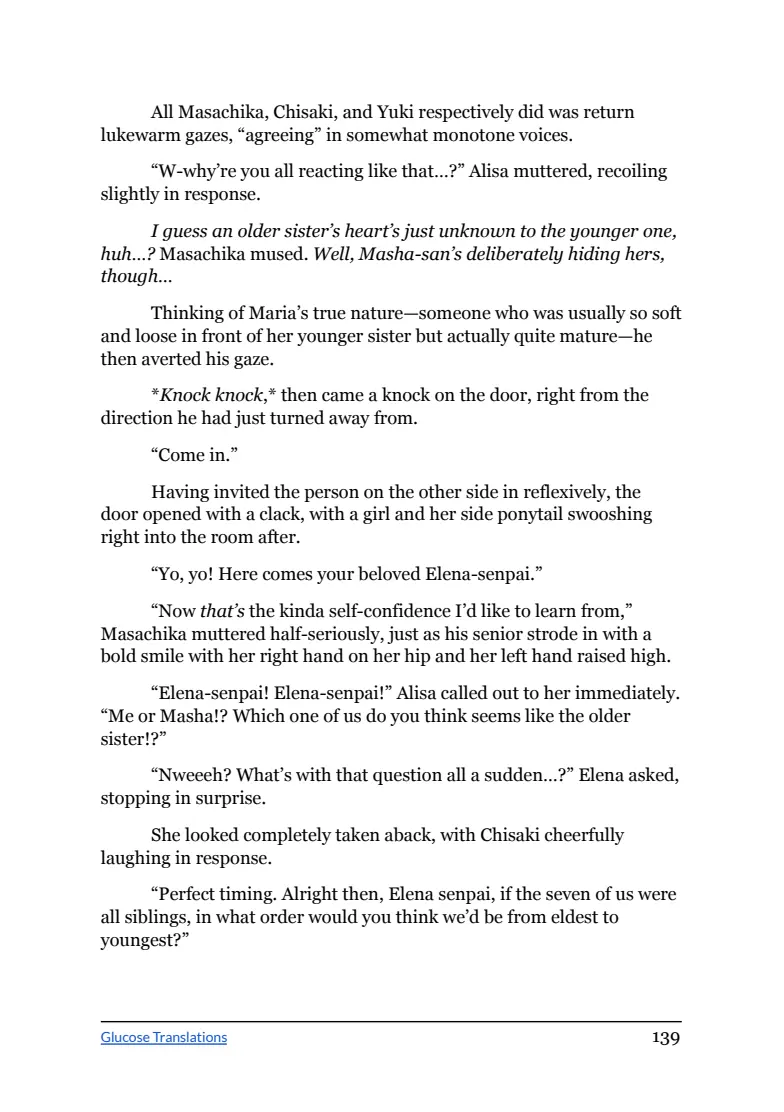 All Masachika, Chisaki, and Yuki respectively did was return
lukewarm gazes, “agreeing” in somewhat monotone voices.
“W-why’re you all reacting like that…?” Alisa muttered, recoiling
slightly in response.
I guess an older sister’s heart’s just unknown to the younger one,
huh…? Masachika mused. Well, Masha-san’s deliberately hiding hers,
though…
Thinking of Maria’s true nature—someone who was usually so soft
and loose in front of her younger sister but actually quite mature—he
then averted his gaze.
*Knock knock,* then came a knock on the door, right from the
direction he had just turned away from.
“Come in.”
Having invited the person on the other side in reflexively, the
door opened with a clack, with a girl and her side ponytail swooshing
right into the room after.
“Yo, yo! Here comes your beloved Elena-senpai.”
“Now that’s the kinda self-confidence I’d like to learn from,”
Masachika muttered half-seriously, just as his senior strode in with a
bold smile with her right hand on her hip and her left hand raised high.
“Elena-senpai! Elena-senpai!” Alisa called out to her immediately.
“Me or Masha!? Which one of us do you think seems like the older
sister!?”
“Nweeeh? What’s with that question all a sudden…?” Elena asked,
stopping in surprise.
She looked completely taken aback, with Chisaki cheerfully
laughing in response.
“Perfect timing. Alright then, Elena senpai, if the seven of us were
all siblings, in what order would you think we’d be from eldest to
youngest?”
Glucose Translations
139